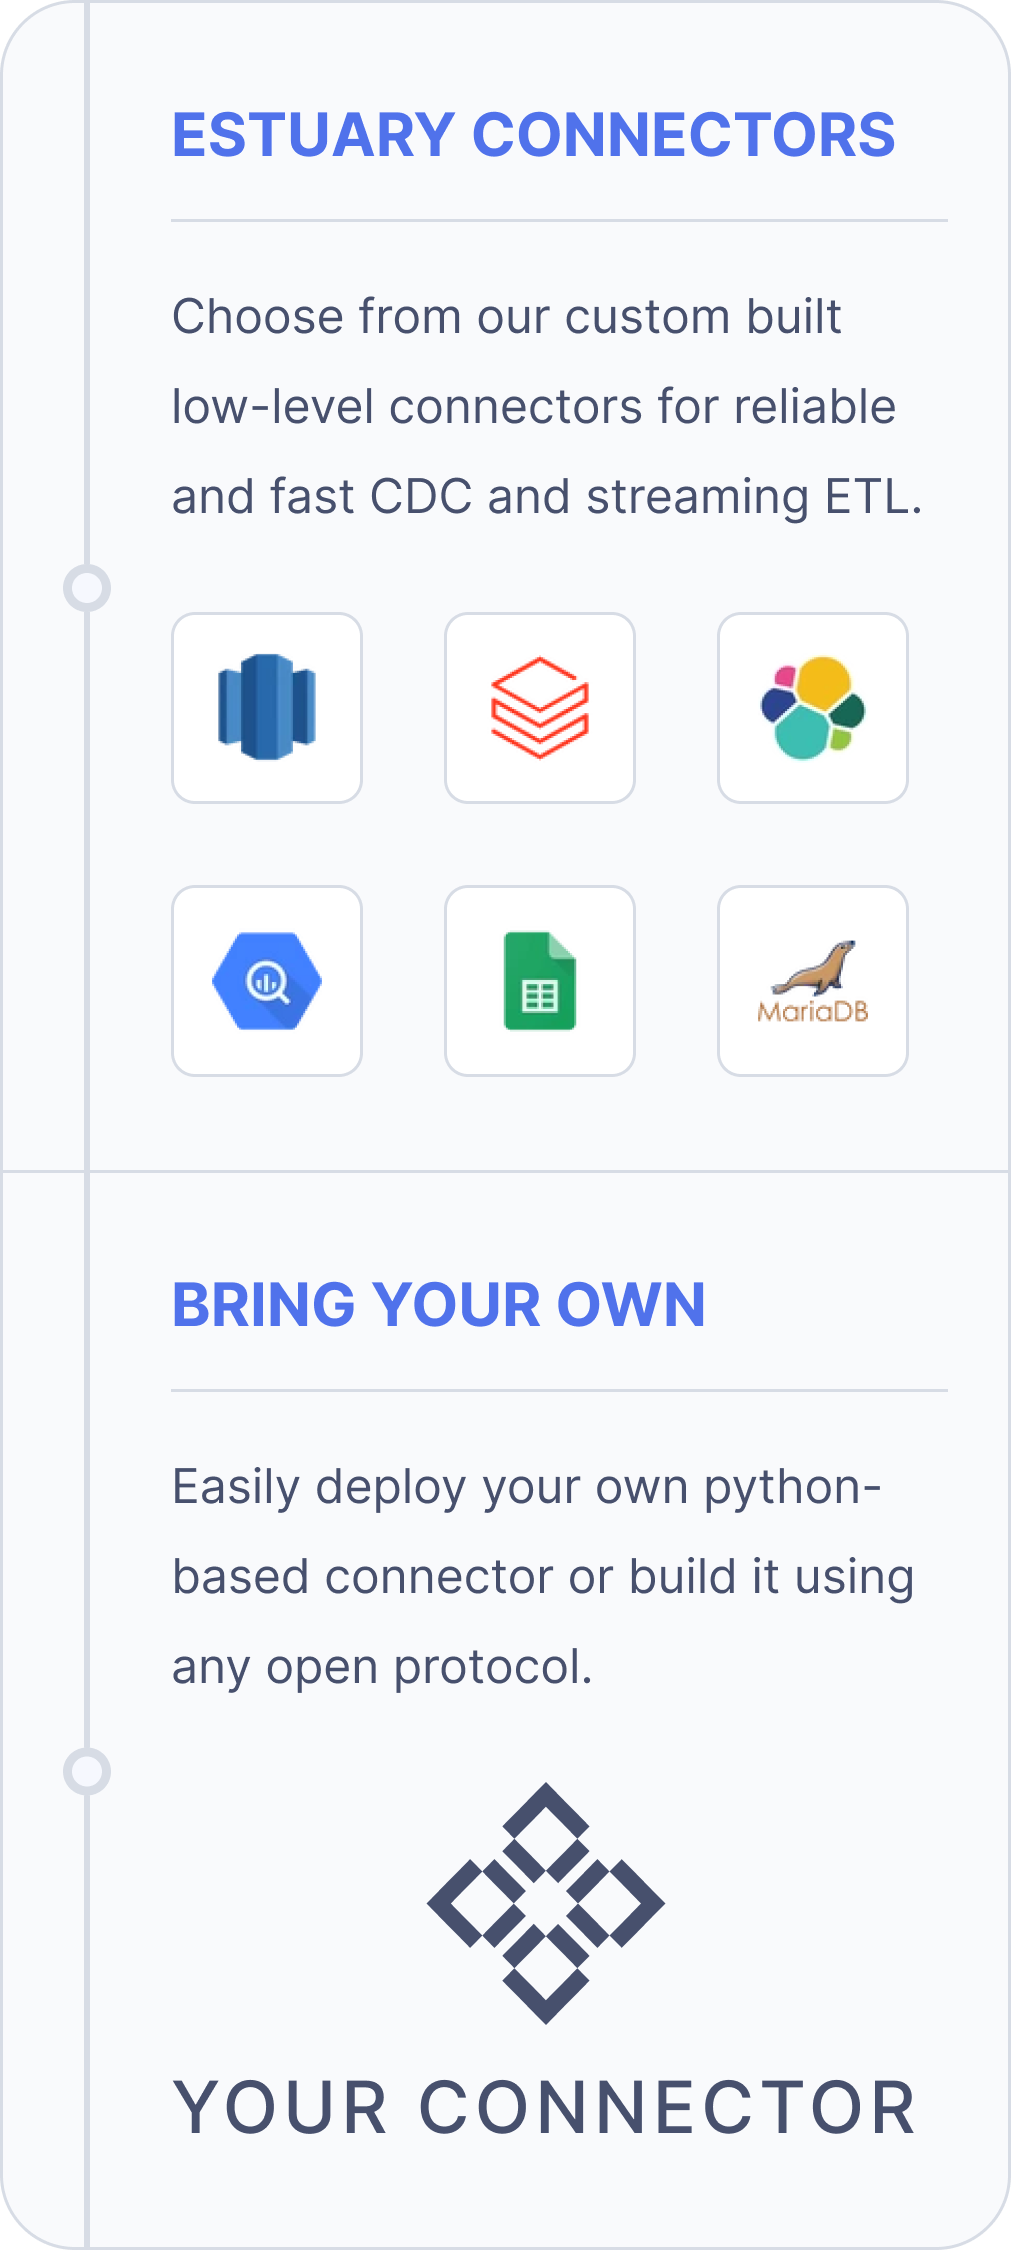 ESTUARY CONNECTORS
Choose from our custom built
low-level connectors for reliable
and fast CDC and streaming ETL.
MariaDB
BRING YOUR OWN
Easily deploy your own python-
based connector or build it using
any open protocol.
YOUR CONNECTOR